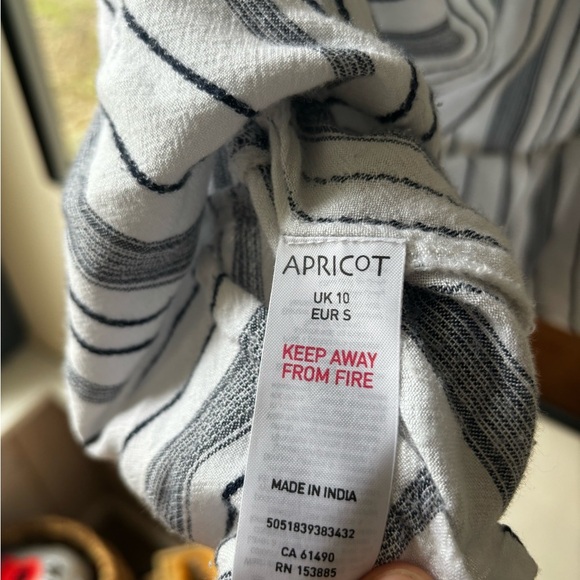 APRICOT
UK 10
EUR S
KEEP AWAY
FROM FIRE
MADE IN INDIA
5051839383432
CA 61490
RN 153885